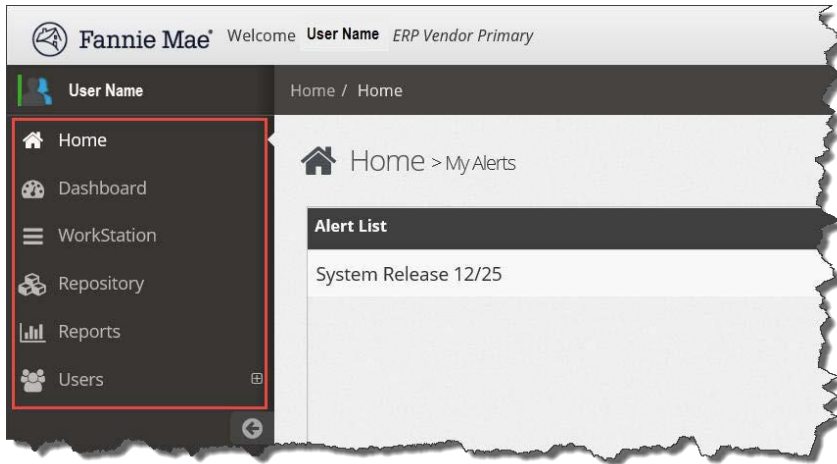 Fannie Mae® Welcome User Name ERP Vendor Primary
User Name
Home / Home
Home
Dashboard
WorkStation
Repository
Reports
Users
Home > My Alerts
Alert List
System Release 12/25